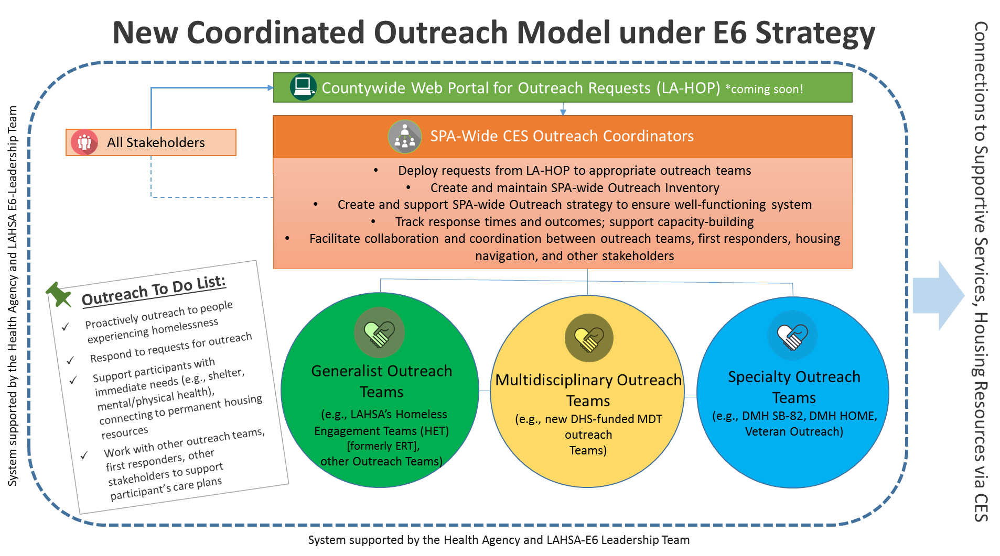 New Coordinated Outreach Model under E6 Strategy
Countywide Web Portal for Outreach Requests (LA-HOP) *coming soon!
All Stakeholders
SPA-Wide CES Outreach Coordinators
• Deploy requests from LA-HOP to appropriate outreach teams
• Create and maintain SPA-wide Outreach Inventory
• Create and support SPA-wide Outreach strategy to ensure well-functioning system
• Track response times and outcomes; support capacity-building
• Facilitate collaboration and coordination between outreach teams, first responders, housing
navigation, and other stakeholders
Outreach To Do List:
✓ Proactively outreach to people
experiencing homelessness
✓ Respond to requests for outreach
✓ Support participants with
immediate needs (e.g., shelter,
mental/physical health),
connecting to permanent housing
resources
✓ Work with other outreach teams,
first responders, other
stakeholders to support
participant's care plans
Generalist Outreach
Teams
(e.g., LAHSA's Homeless
Engagement Teams (HET)
[formerly ERT],
other Outreach Teams)
Multidisciplinary Outreach
Teams
(e.g., new DHS-funded MDT
outreach
Teams)
Specialty Outreach
Teams
(e.g., DMH SB-82, DMH HOME,
Veteran Outreach)
System supported by the Health Agency and LAHSA E6-Leadership Team
System supported by the Health Agency and LAHSA-E6 Leadership Team
Connections to Supportive Services, Housing Resources via CES